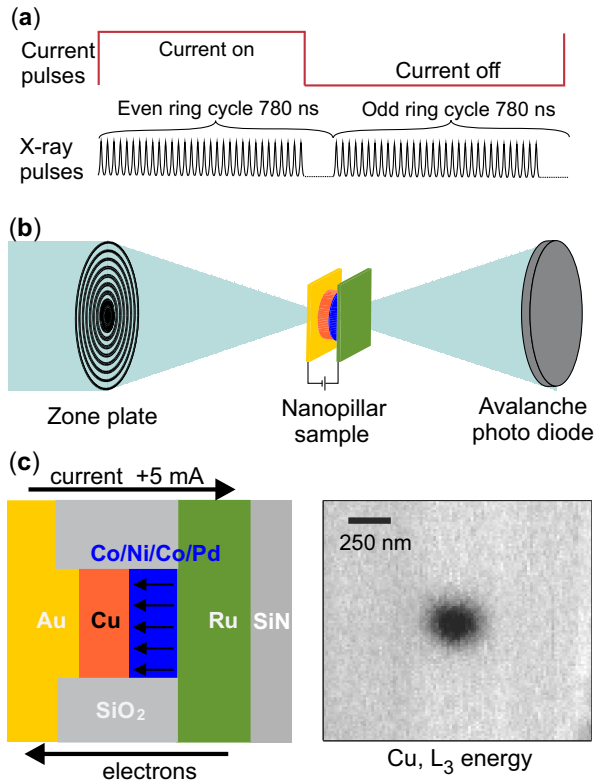 (a)
Current
pulses
Current on
Current off
Even ring cycle 780 ns
Odd ring cycle 780 ns
X-ray
pulses
(b)
Zone plate
Nanopillar
sample
Avalanche
photo diode
(c)
current +5 mA
Co/Ni/Co/Pd
Au
Cu
Ru
SiN
SiO₂
electrons
250 nm
Cu, L₃ energy